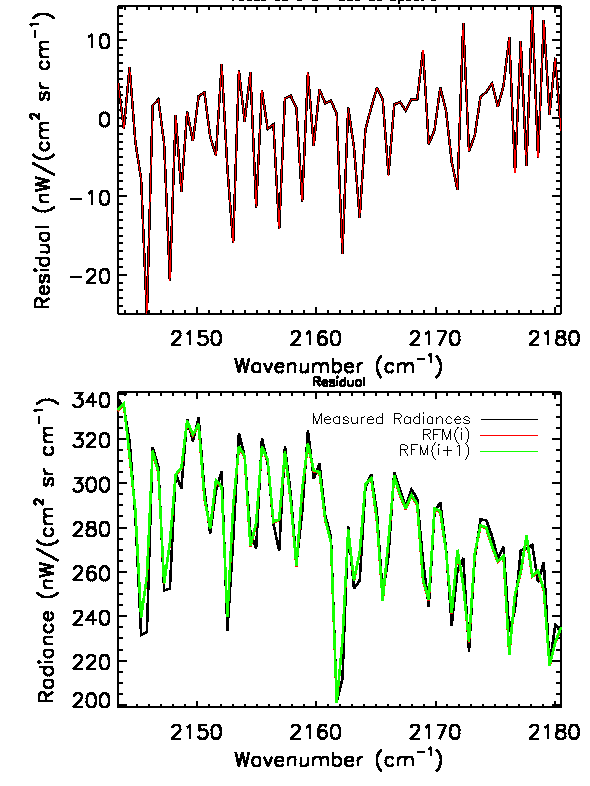 10
0
-10
-20
Residual (nW/(cm² sr cm⁻¹)
2150 2160 2170 2180
Wavenumber (cm⁻¹)
Residual
340
320
300
280
260
240
220
200
Radiance (nW/(cm² sr cm⁻¹)
Measured Radiances
RFM(i)
RFM(i+1)
2150 2160 2170 2180
Wavenumber (cm⁻¹)